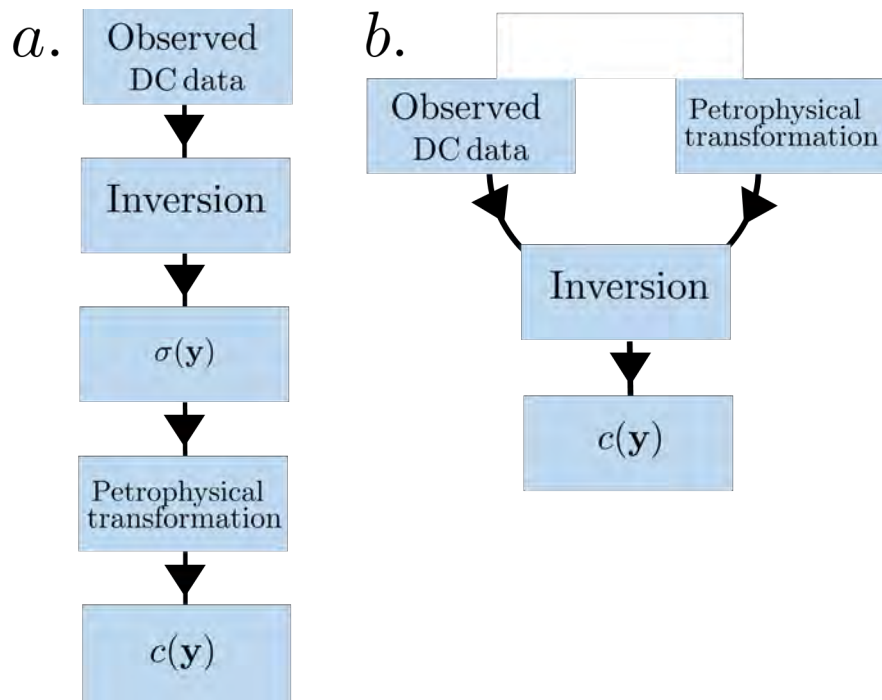 a.
Observed
DC data
Inversion
σ(y)
Petrophysical
transformation
c(y)
b.
Observed
DC data
Petrophysical
transformation
Inversion
c(y)